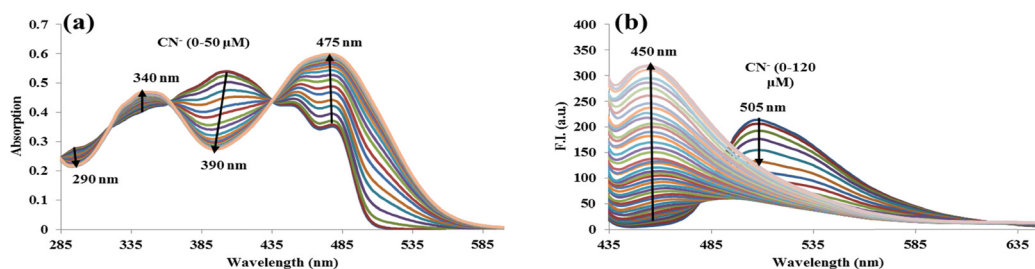 (a)
CN⁻ (0-50 µM)
475 nm
340 nm
290 nm
390 nm
Absorption
0.7
0.6
0.5
0.4
0.3
0.2
0.1
0
285 335 385 435 485 535 585
Wavelength (nm)
(b)
450 nm
CN⁻ (0-120
µM)
505 nm
F.I. (a.u)
400
350
300
250
200
150
100
50
0
435 485 535 585 635
Wavelength (nm)